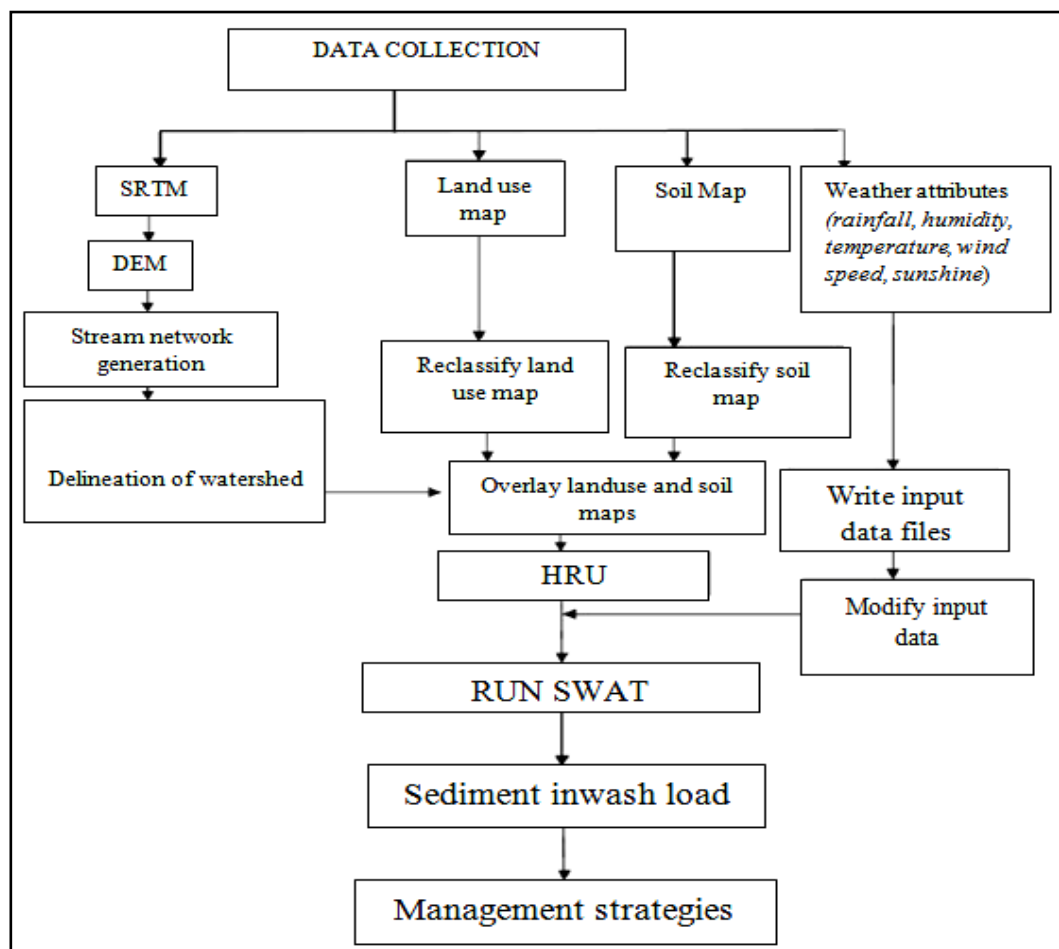 DATA COLLECTION
SRTM
DEM
Stream network
generation
Delineation of watershed
Land use
map
Reclassify land
use map
Soil Map
Reclassify soil
map
Weather attributes
(rainfall, humidity,
temperature, wind
speed, sunshine)
Overlay landuse and soil
maps
Write input
data files
HRU
Modify input
data
RUN SWAT
Sediment inwash load
Management strategies